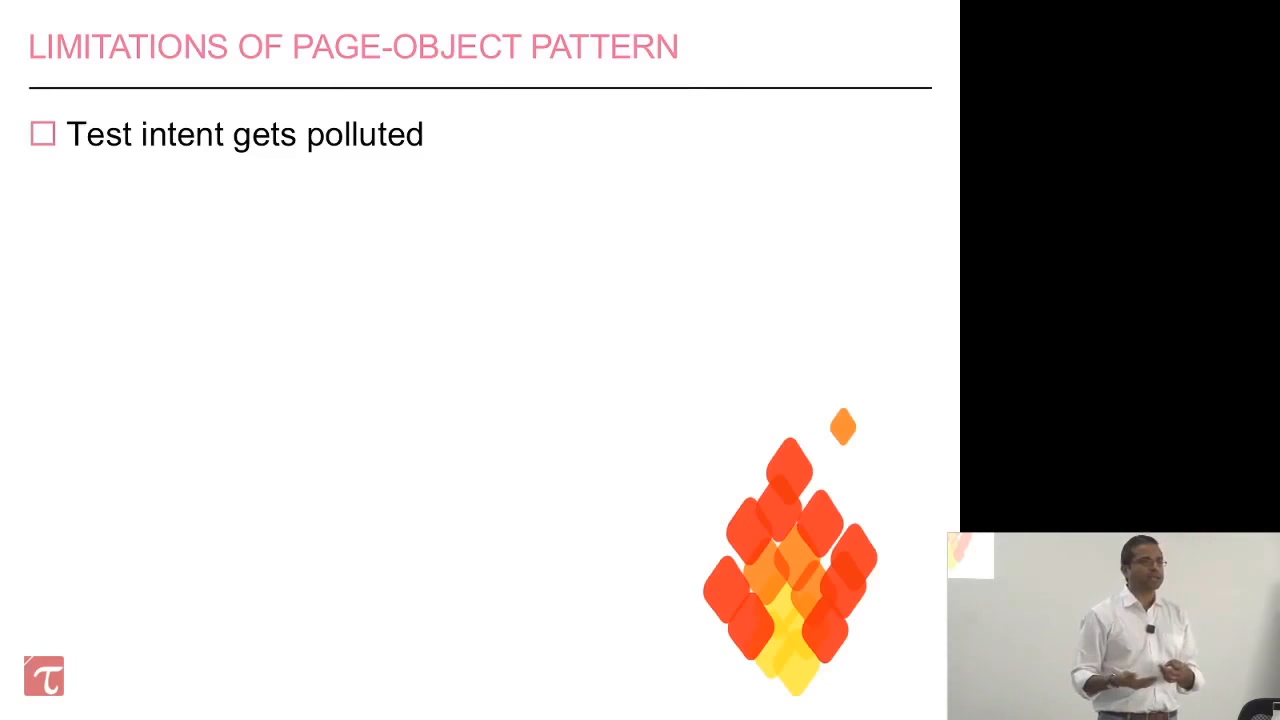 LIMITATIONS OF PAGE-OBJECT PATTERN
Test intent gets polluted
τ